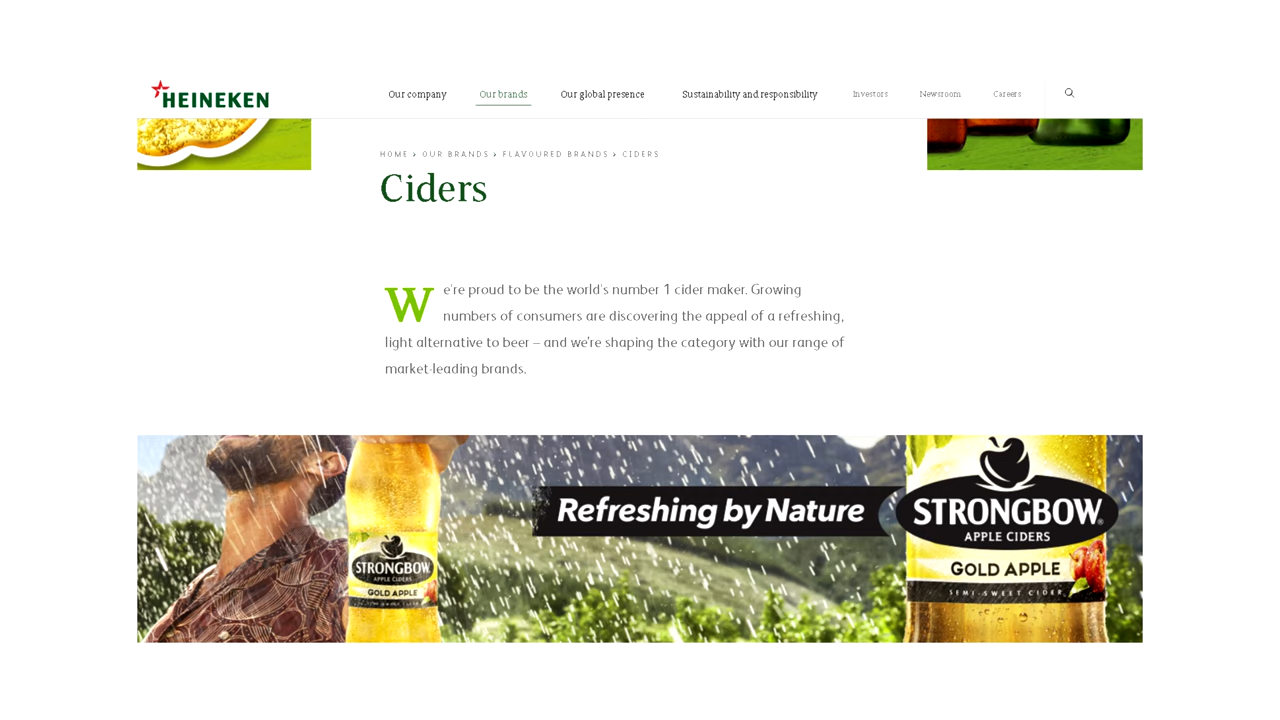 HEINEKEN
Our company
Our brands
Our global presence
Sustainability and responsibility
Investors
Newsroom
Careers
HOME > OUR BRANDS > FLAVOURED BRANDS > CIDERS
Ciders
We're proud to be the world's number 1 cider maker. Growing
numbers of consumers are discovering the appeal of a refreshing,
light alternative to beer – and we're shaping the category with our range of
market-leading brands.
Refreshing by Nature
STRONGBOW®
APPLE CIDERS
GOLD APPLE
SEMI-SWEET CIDER
STRONGBOW
APPLE CIDERS
GOLD APPLE